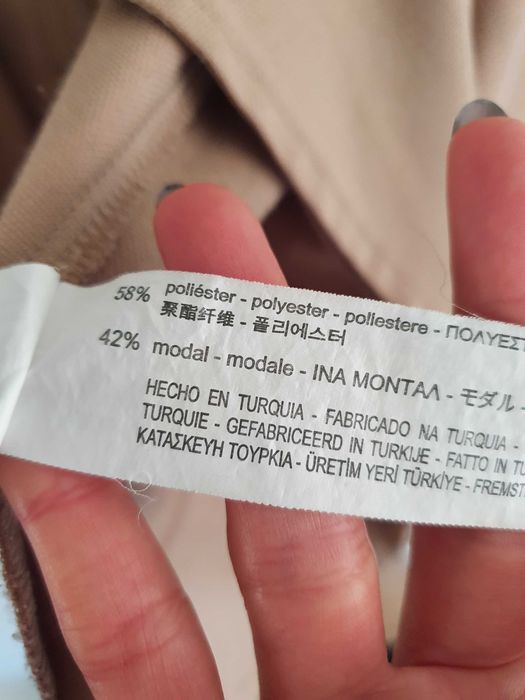 58% poliéster - polyester - poliestere - ΠΟΛΥΕΣΤ
聚酯纤维 - 폴리에스터
42% modal - modale - ΙΝΑ ΜΟΝΤΑΛ - モダル -
HECHO EN TURQUIA - FABRICADO NA TURQUIA -
TURQUIE - GEFABRICEERD IN TURKIJE - FATTO IN TU
ΚΑΤΑΣΚΕΥΗ ΤΟΥΡΚΙΑ - ÜRETİM YERİ TÜRKİYE - FREMST